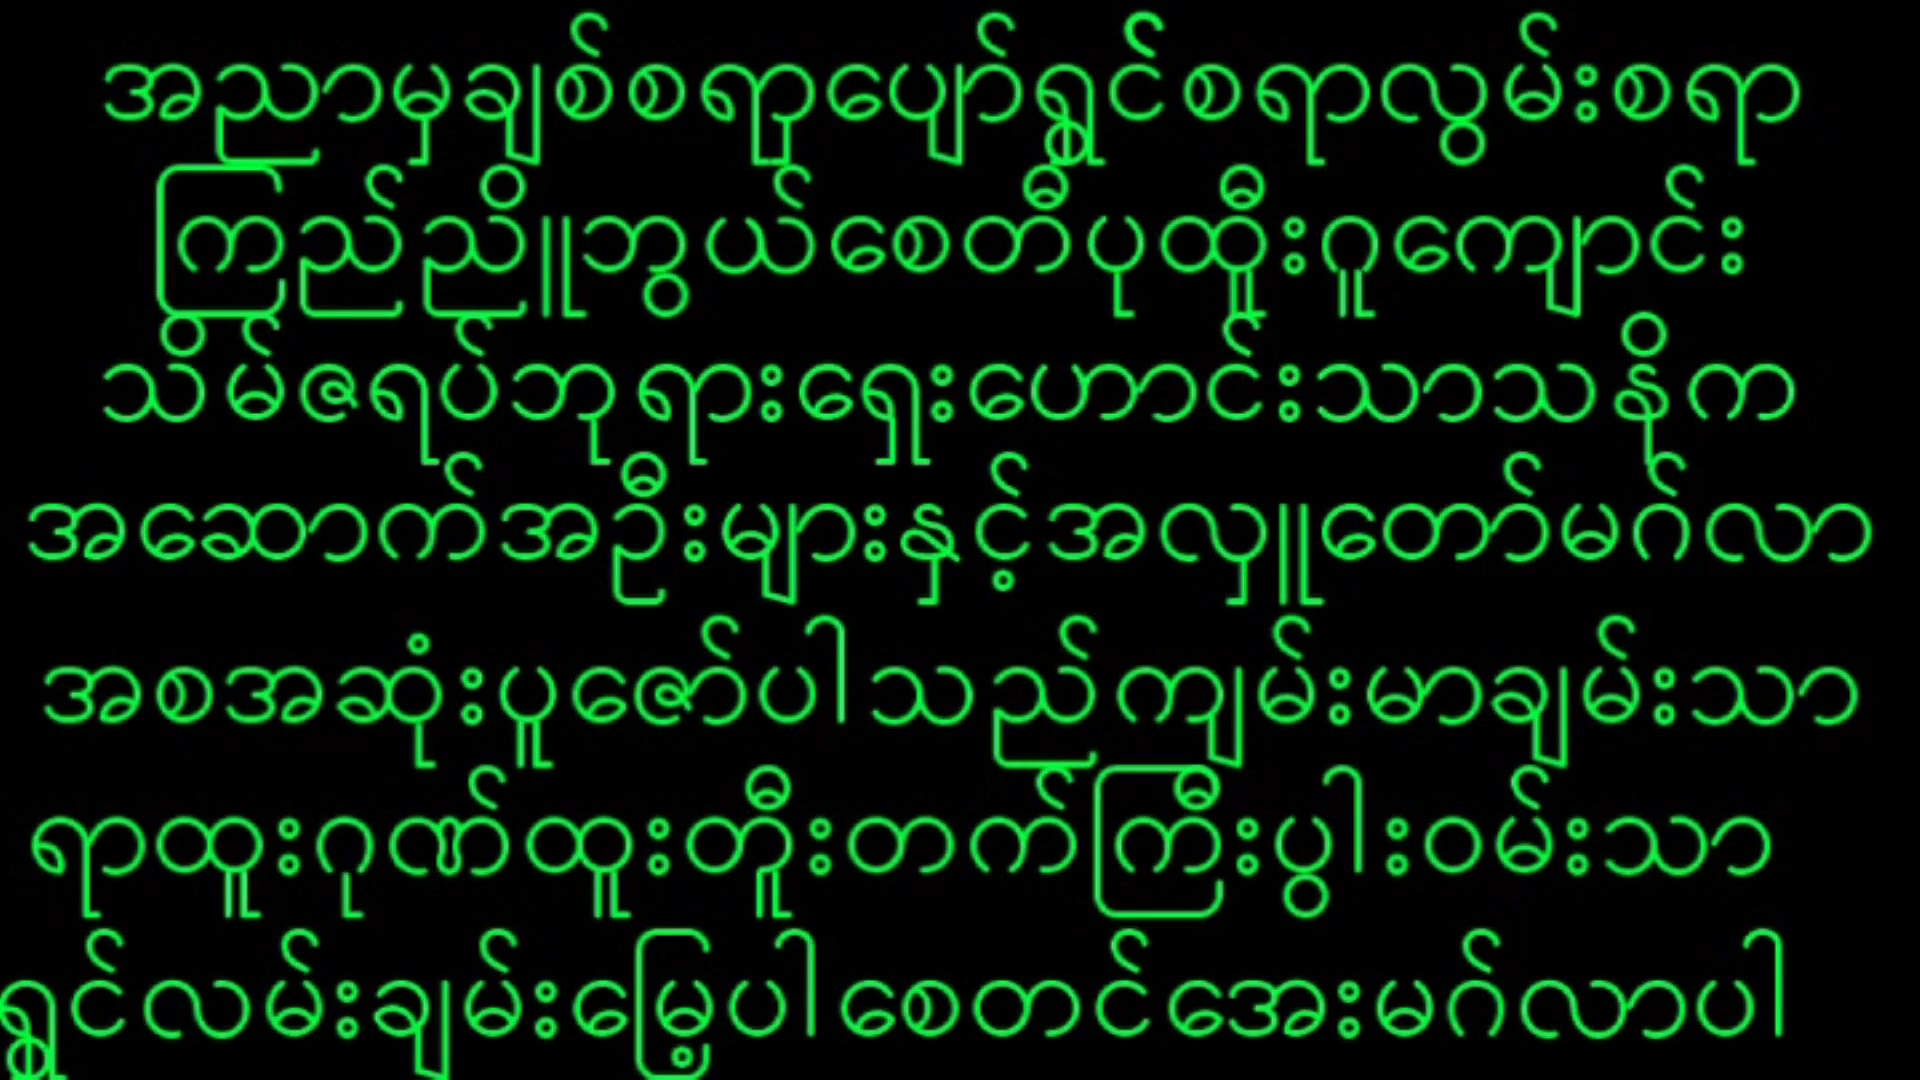 အညာမှချစ်စရာပျော်ရွှင်စရာလွမ်းစရာ
ကြည်ညိုဘွယ်စေတီပုထိုးဂူကျောင်း
သိမ်ဇရပ်ဘုရားရှေးဟောင်းသာသနိက
အဆောက်အဦးများနှင့်အလှူတော်မင်္ဂလာ
အစအဆုံးပူဇော်ပါသည်ကျမ်းမာချမ်းသာ
ရာထူးဂုဏ်ထူးတိုးတက်ကြီးပွါးဝမ်းသာ
ရွှင်လမ်းချမ်းမြေ့ပါစေတင်အေးမင်္ဂလာပါ